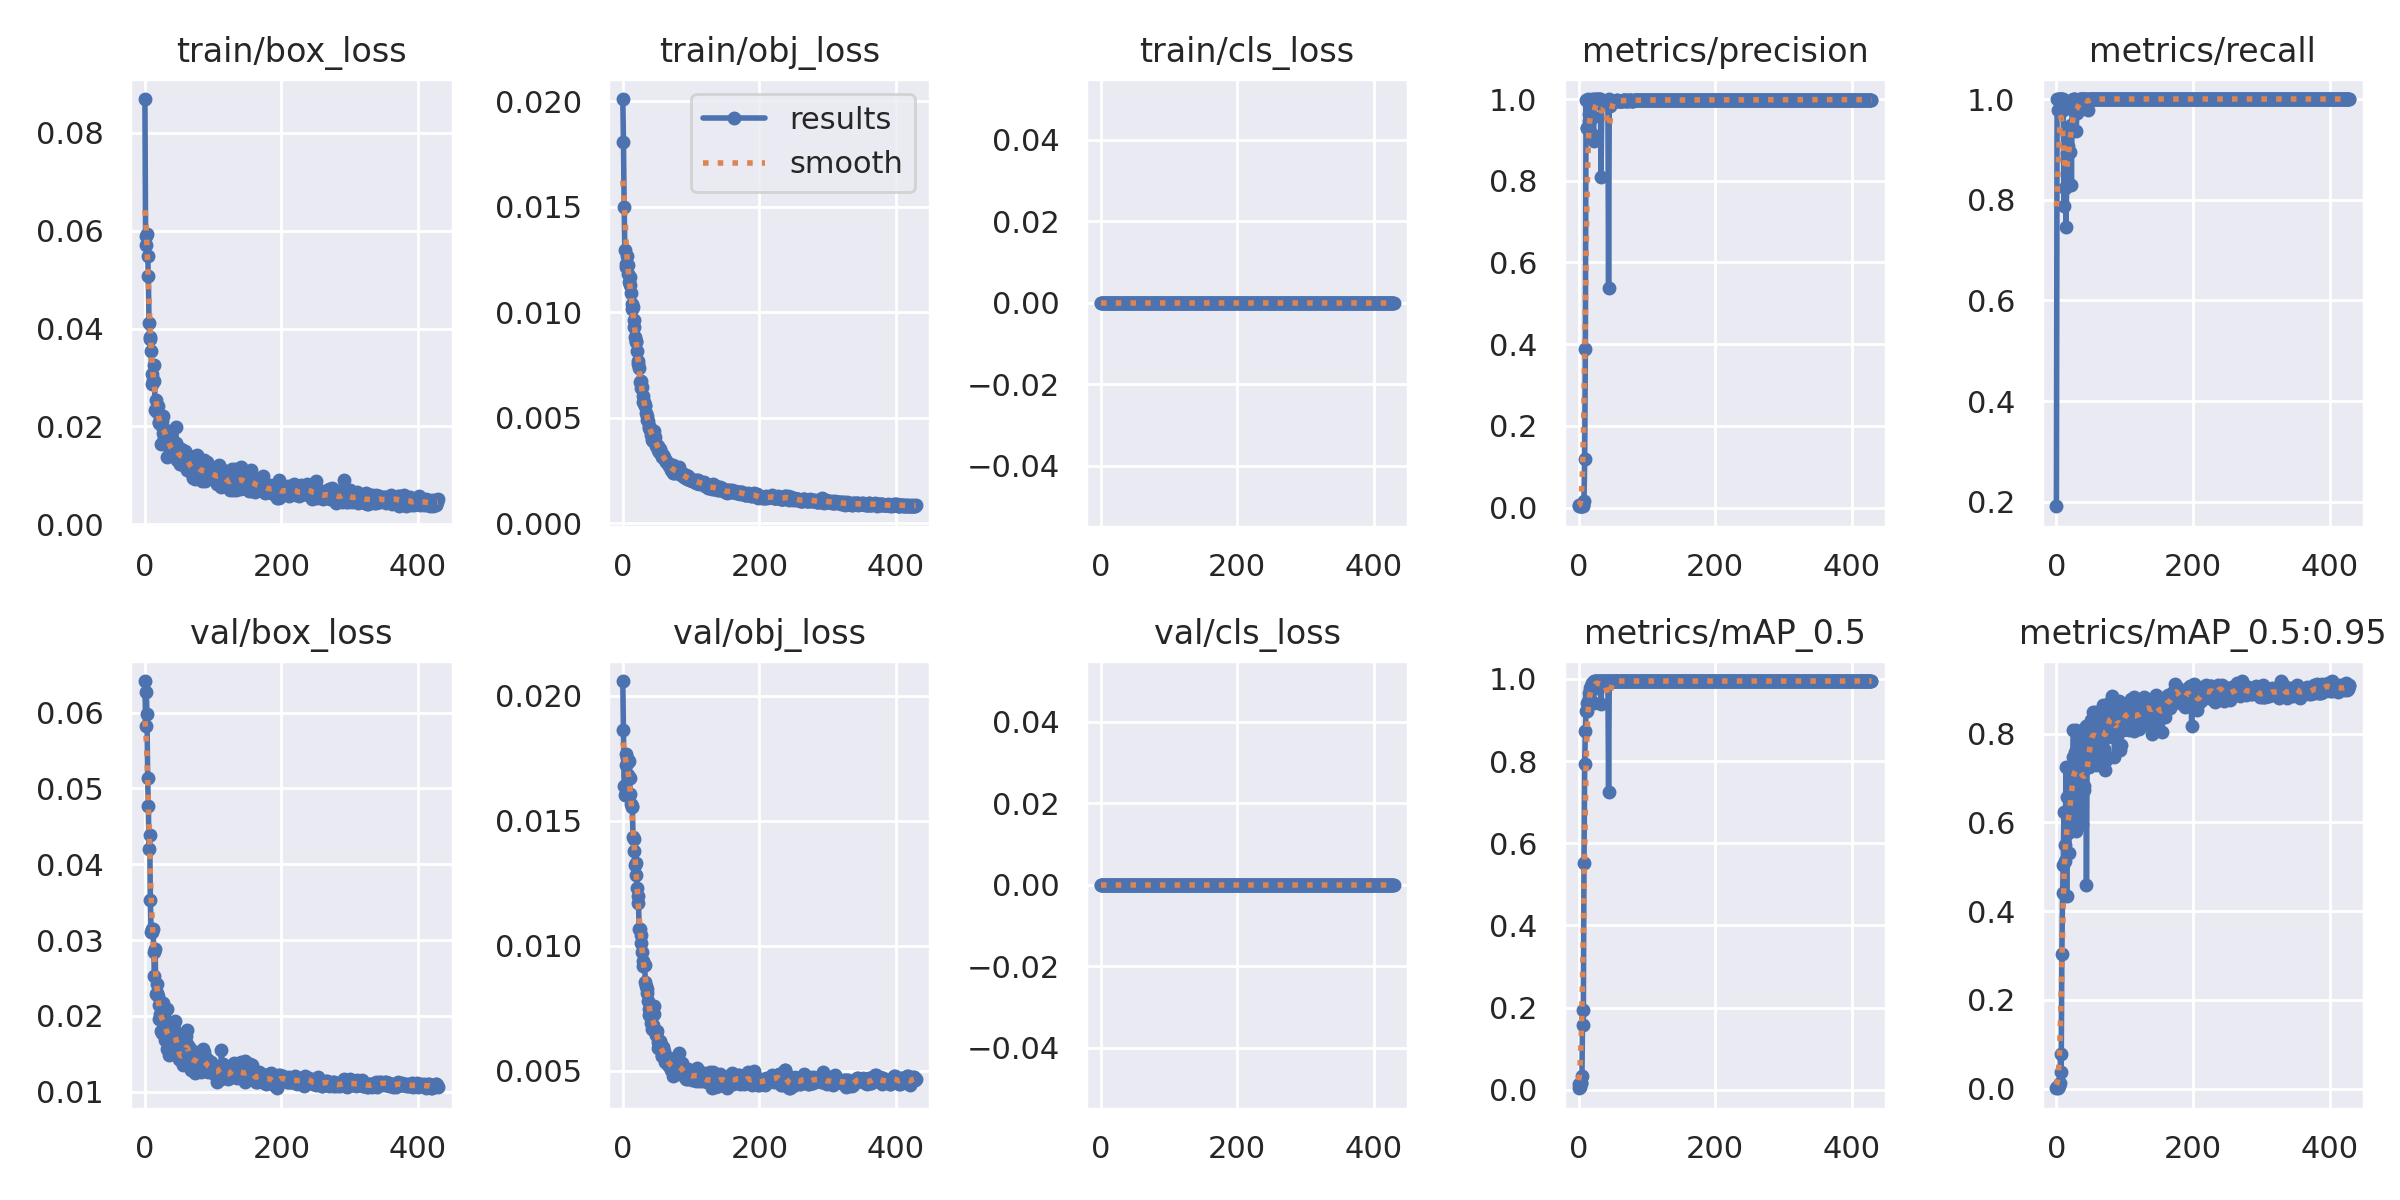 train/box_loss
train/obj_loss
train/cls_loss
metrics/precision
metrics/recall
0.08
0.06
0.04
0.02
0.00
0 200 400
0.020
0.015
0.010
0.005
0.000
0 200 400
results
smooth
0.04
0.02
0.00
−0.02
−0.04
0 200 400
1.0
0.8
0.6
0.4
0.2
0.0
0 200 400
1.0
0.8
0.6
0.4
0.2
0 200 400
val/box_loss
val/obj_loss
val/cls_loss
metrics/mAP_0.5
metrics/mAP_0.5:0.95
0.06
0.05
0.04
0.03
0.02
0.01
0 200 400
0.020
0.015
0.010
0.005
0 200 400
0.04
0.02
0.00
−0.02
−0.04
0 200 400
1.0
0.8
0.6
0.4
0.2
0.0
0 200 400
0.8
0.6
0.4
0.2
0.0
0 200 400